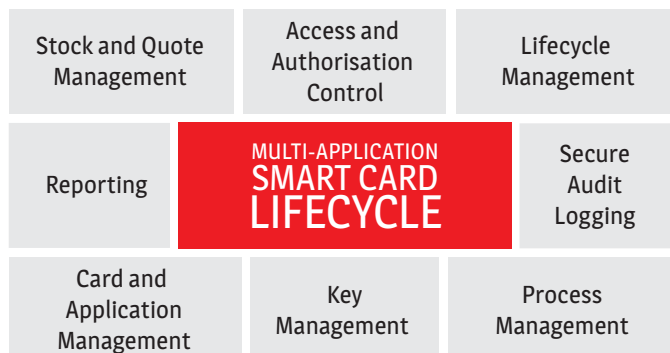 Stock and Quote
Management
Access and
Authorisation
Control
Lifecycle
Management
Reporting
MULTI-APPLICATION
SMART CARD
LIFECYCLE
Secure
Audit
Logging
Card and
Application
Management
Key
Management
Process
Management